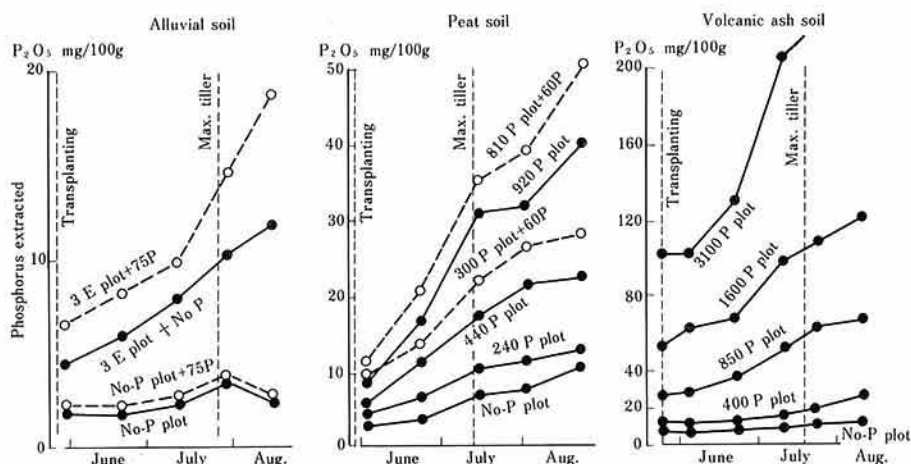 Alluvial soil
P₂O₅ mg/100g
20
10
0
Phosphorus extracted
Transplanting
Max. tiller
3 E plot+75P
3 E plot + No P
No-P plot+75P
No-P plot
June July Aug.
Peat soil
P₂O₅ mg/100g
50
40
30
20
10
0
Transplanting
Max. tiller
810 P plot+60P
920 P plot
300 P plot+60P
440 P plot
240 P plot
No-P plot
June July Aug.
Volcanic ash soil
P₂O₅ mg/100g
200
160
120
80
40
20
0
Transplanting
Max. tiller
3100 P plot
1600 P plot
850 P plot
400 P plot
No-P plot
June July Aug.